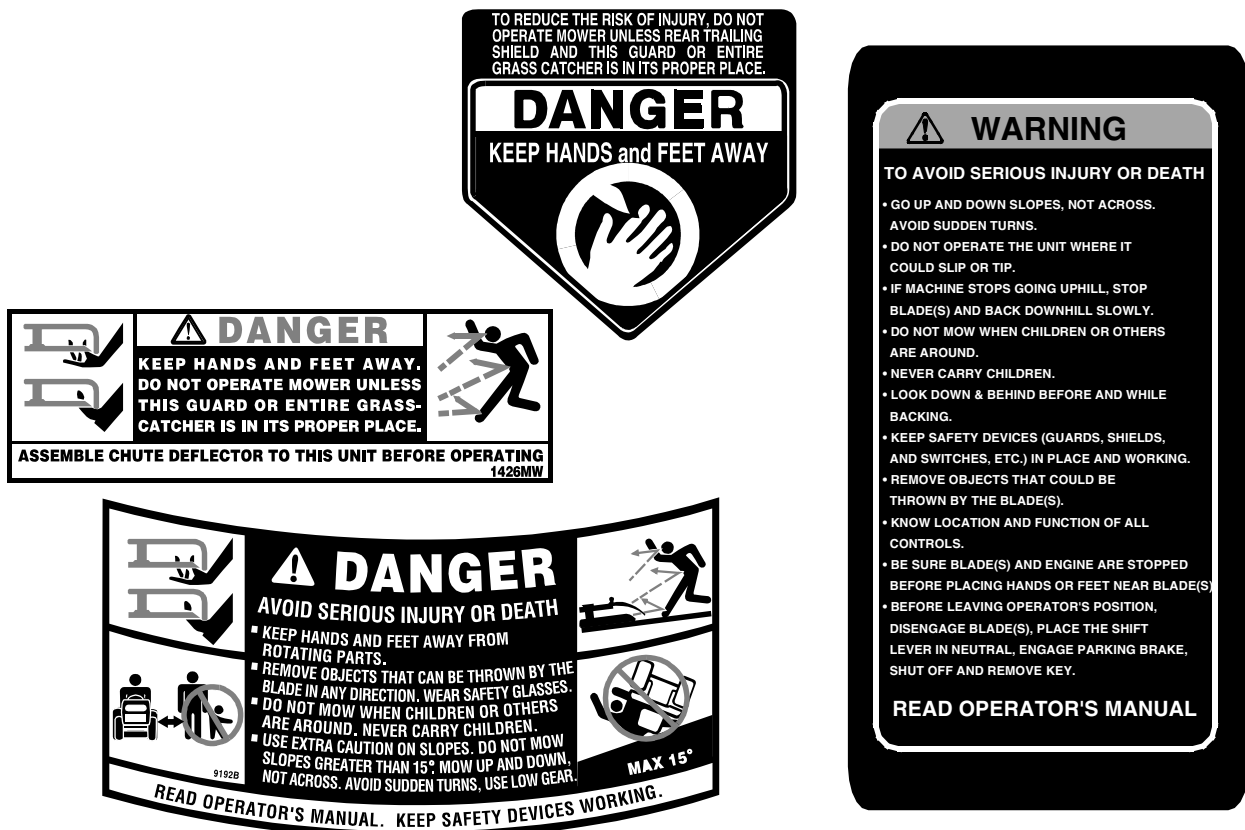 TO REDUCE THE RISK OF INJURY, DO NOT
OPERATE MOWER UNLESS REAR TRAILING
SHIELD AND THIS GUARD OR ENTIRE
GRASS CATCHER IS IN ITS PROPER PLACE.
DANGER
KEEP HANDS and FEET AWAY
DANGER
KEEP HANDS AND FEET AWAY.
DO NOT OPERATE MOWER UNLESS
THIS GUARD OR ENTIRE GRASS-
CATCHER IS IN ITS PROPER PLACE.
ASSEMBLE CHUTE DEFLECTOR TO THIS UNIT BEFORE OPERATING
1426MW
DANGER
AVOID SERIOUS INJURY OR DEATH
▪ KEEP HANDS AND FEET AWAY FROM
ROTATING PARTS.
▪ REMOVE OBJECTS THAT CAN BE THROWN BY THE
BLADE IN ANY DIRECTION. WEAR SAFETY GLASSES.
▪ DO NOT MOW WHEN CHILDREN OR OTHERS
ARE AROUND. NEVER CARRY CHILDREN.
▪ USE EXTRA CAUTION ON SLOPES. DO NOT MOW
SLOPES GREATER THAN 15°. MOW UP AND DOWN,
NOT ACROSS. AVOID SUDDEN TURNS, USE LOW GEAR.
9192B
MAX 15°
READ OPERATOR'S MANUAL. KEEP SAFETY DEVICES WORKING.
WARNING
TO AVOID SERIOUS INJURY OR DEATH
• GO UP AND DOWN SLOPES, NOT ACROSS.
AVOID SUDDEN TURNS.
• DO NOT OPERATE THE UNIT WHERE IT
COULD SLIP OR TIP.
• IF MACHINE STOPS GOING UPHILL, STOP
BLADE(S) AND BACK DOWNHILL SLOWLY.
• DO NOT MOW WHEN CHILDREN OR OTHERS
ARE AROUND.
• NEVER CARRY CHILDREN.
• LOOK DOWN & BEHIND BEFORE AND WHILE
BACKING.
• KEEP SAFETY DEVICES (GUARDS, SHIELDS,
AND SWITCHES, ETC.) IN PLACE AND WORKING.
• REMOVE OBJECTS THAT COULD BE
THROWN BY THE BLADE(S).
• KNOW LOCATION AND FUNCTION OF ALL
CONTROLS.
• BE SURE BLADE(S) AND ENGINE ARE STOPPED
BEFORE PLACING HANDS OR FEET NEAR BLADE(S)
• BEFORE LEAVING OPERATOR'S POSITION,
DISENGAGE BLADE(S), PLACE THE SHIFT
LEVER IN NEUTRAL, ENGAGE PARKING BRAKE,
SHUT OFF AND REMOVE KEY.
READ OPERATOR'S MANUAL